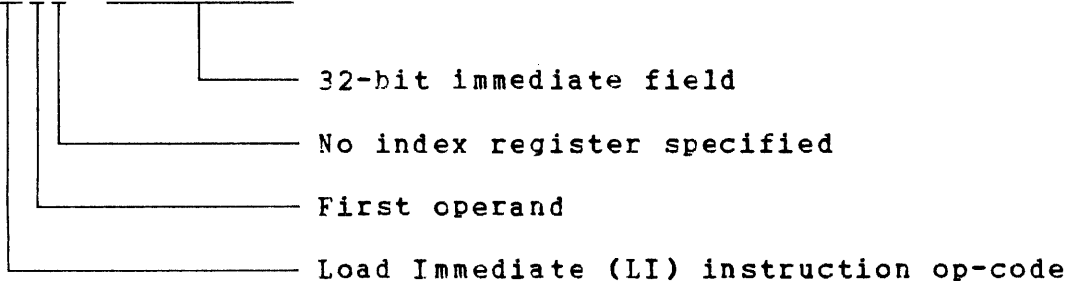 32-bit immediate field
No index register specified
First operand
Load Immediate (LI) instruction op-code